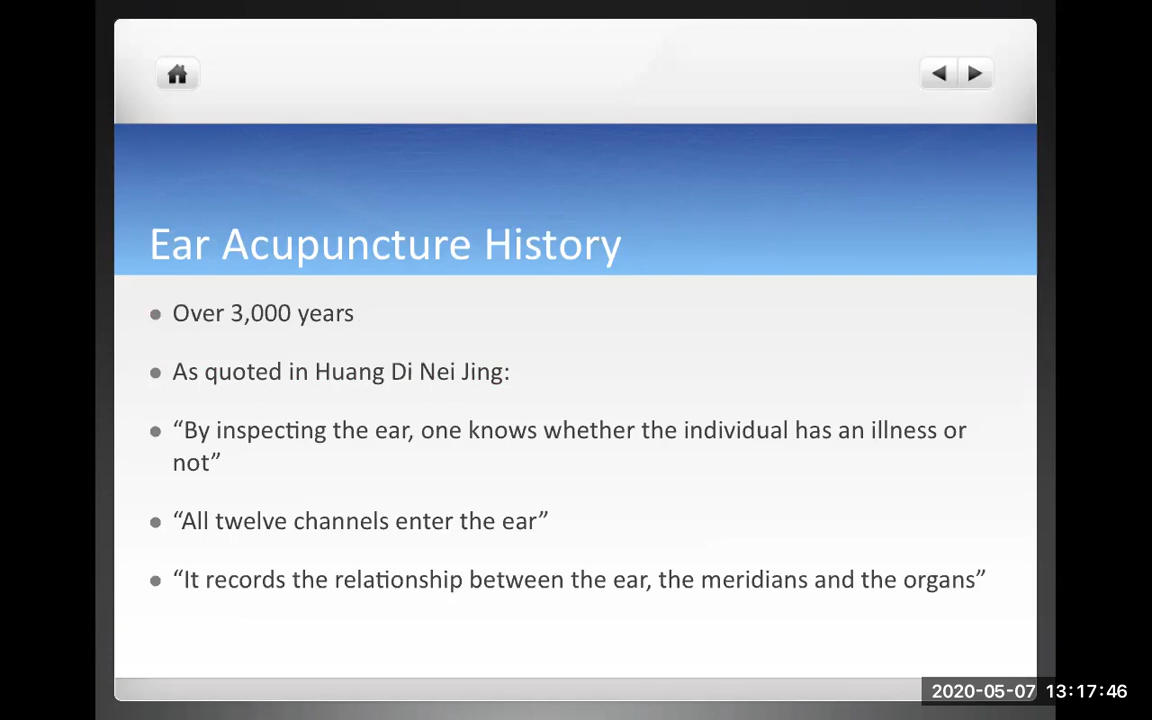 Ear Acupuncture History
Over 3,000 years
As quoted in Huang Di Nei Jing:
“By inspecting the ear, one knows whether the individual has an illness or
not”
“All twelve channels enter the ear”
“It records the relationship between the ear, the meridians and the organs”
2020-05-07 13:17:46